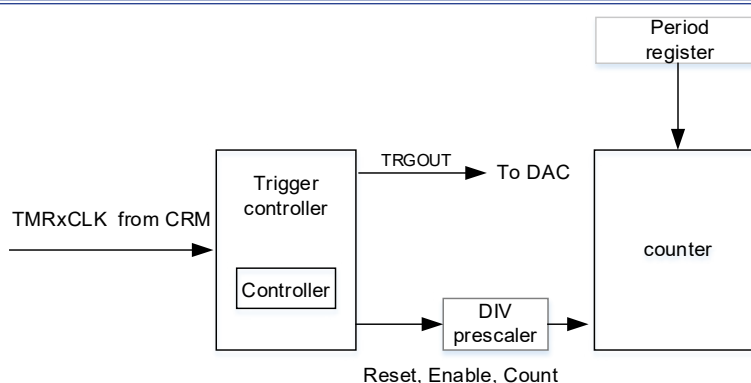 Period
register
TRGOUT
To DAC
Trigger
controller
TMRxCLK from CRM
counter
Controller
DIV
prescaler
Reset, Enable, Count